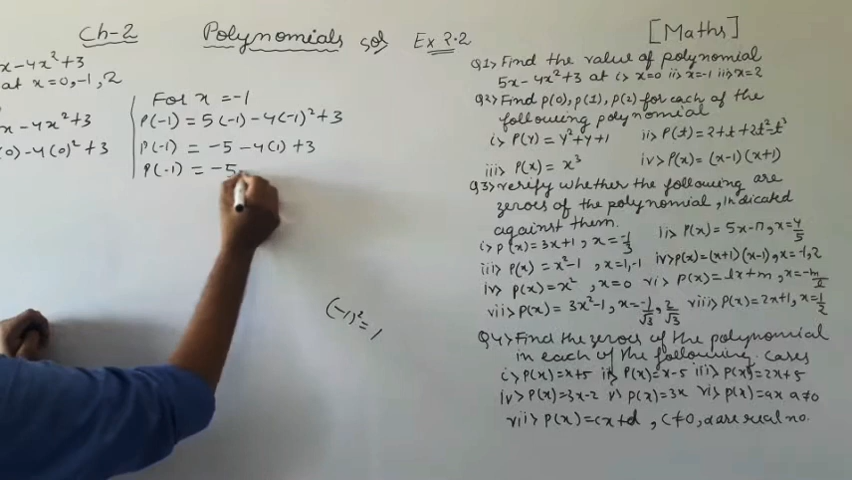 Ch-2 Polynomials sol Ex 2.2
x-4x²+3
at x=0,-1,2
x-4x²+3
(0)-4(0)²+3
For x=-1
P(-1) = 5(-1)-4(-1)²+3
P(-1) = -5-4(1)+3
P(-1) = -5
(-1)²=1
[Maths]
Q1> Find the value of polynomial
5x-4x²+3 at i> x=0 ii> x=-1 iii> x=2
Q2> Find P(0), P(1), P(2) for each of the
following polynomial
i> P(y)=y²+y+1 ii> P(t)=2+t+2t²-t³
iii> P(x)=x³ iv> P(x)=(x-1)(x+1)
Q3> verify whether the following are
zeroes of the polynomial, indicated
against them.
i> P(x)=3x+1, x=-1/3 ii> P(x)=5x-π, x=4/5
iii> P(x)=x²-1, x=1,-1 iv> P(x)=(x+1)(x-1), x=-1,2
iv> P(x)=x², x=0 vi> P(x)=lx+m, x=-m/l
vii> P(x)=3x²-1, x=-1/√3, 2/√3 viii> P(x)=2x+1, x=1/2
Q4> Find the zeroes of the polynomial
in each of the following cases
i> P(x)=x+5 ii> P(x)=x-5 iii> P(x)=2x+5
iv> P(x)=3x-2 v> P(x)=3x vi> P(x)=ax a≠0
vii> P(x)=cx+d, c≠0, d are real no.